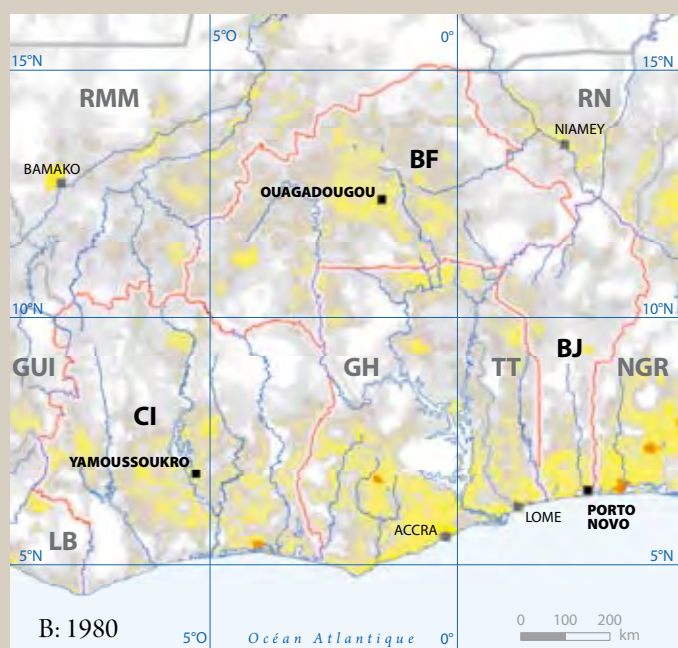 5°O
0°
15°N
15°N
RMM
RN
NIAMEY
BF
BAMAKO
OUAGADOUGOU
10°N
10°N
GUI
GH
TT
BJ
NGR
CI
YAMOUSSOUKRO
LB
ACCRA
LOME
PORTO
NOVO
5°N
5°N
B: 1980
5°O
Océan Atlantique
0°
0 100 200
km